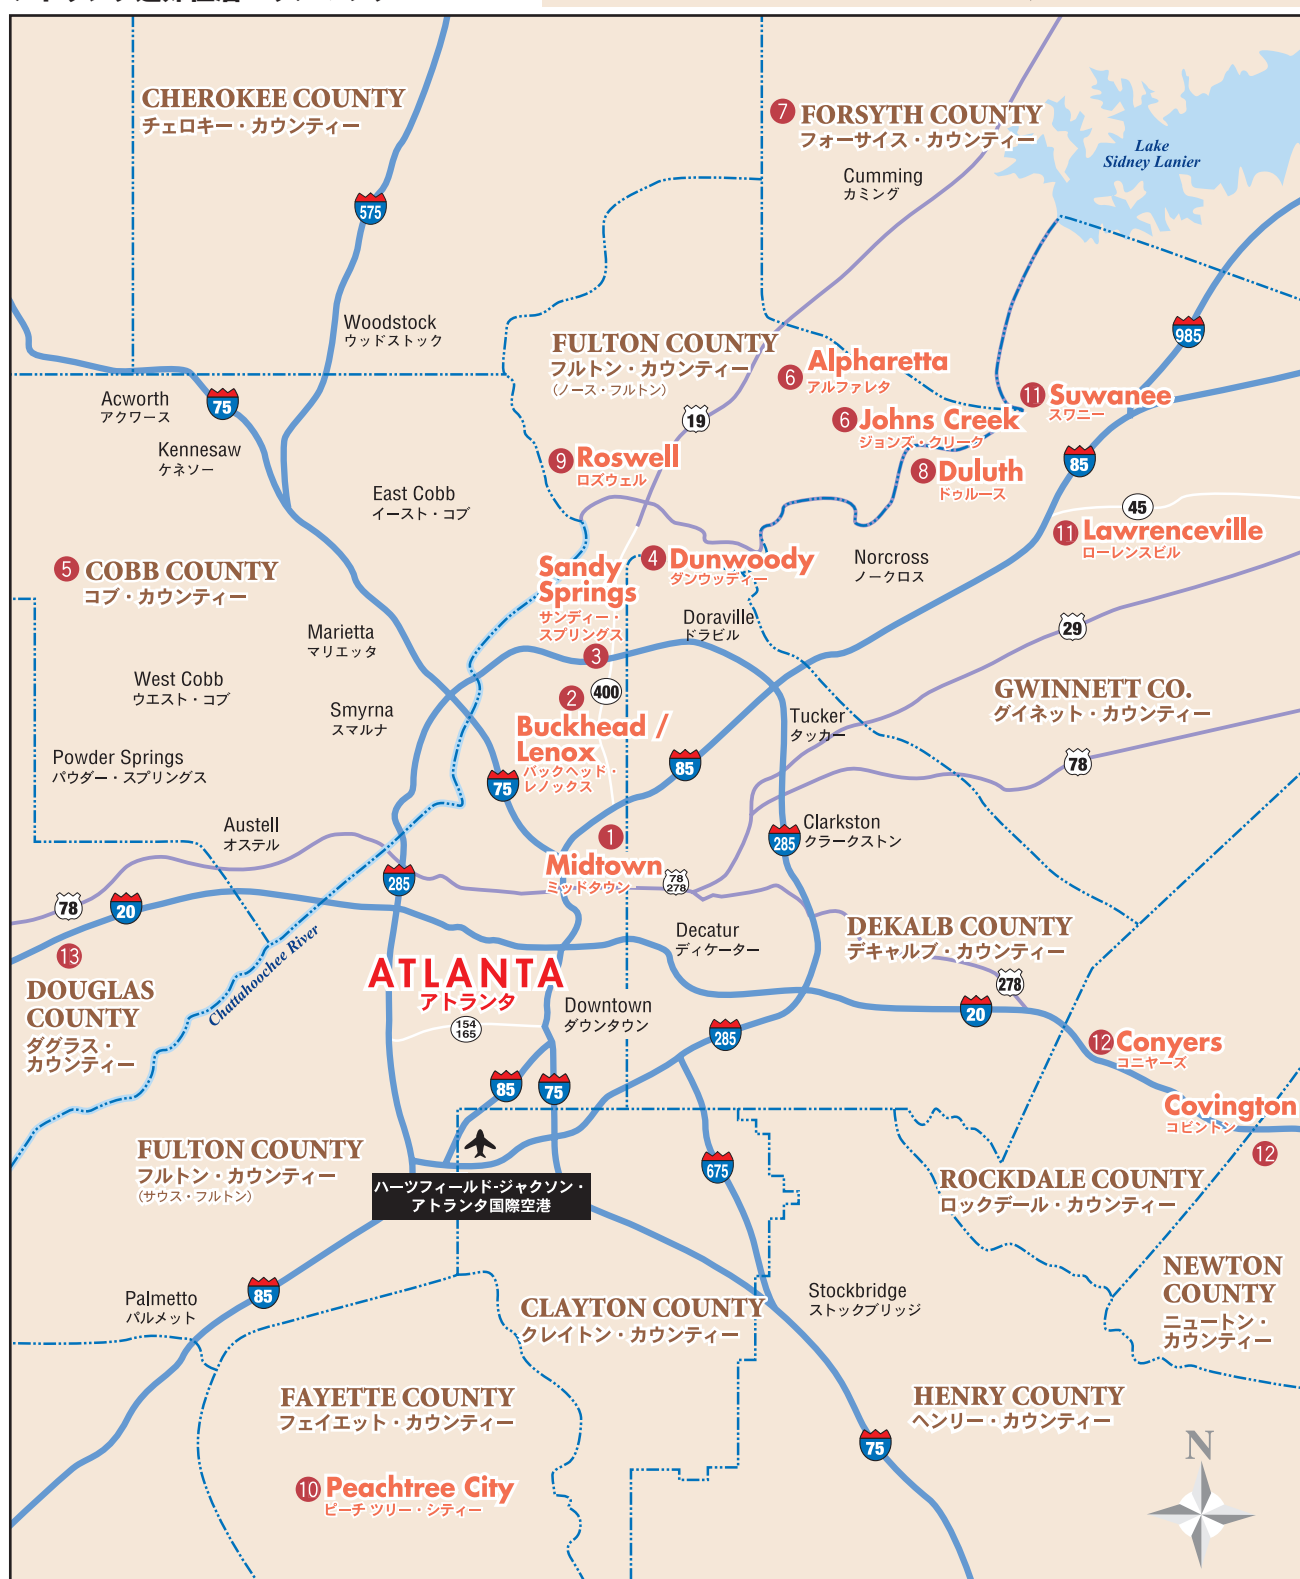 CHEROKEE COUNTY
チェロキー・カウンティー
7
FORSYTH COUNTY
フォーサイス・カウンティー
Cumming
カミング
Lake
Sidney Lanier
575
985
Woodstock
ウッドストック
FULTON COUNTY
フルトン・カウンティー
(ノース・フルトン)
6
Alpharetta
アルファレタ
11
Suwanee
スワニー
Acworth
アクワース
75
19
6
Johns Creek
ジョンズ・クリーク
Kennesaw
ケネソー
9
Roswell
ロズウェル
8
Duluth
ドゥルース
85
East Cobb
イースト・コブ
45
11
Lawrenceville
ローレンスビル
5
COBB COUNTY
コブ・カウンティー
Sandy
Springs
サンディー・
スプリングス
3
4
Dunwoody
ダンウッディー
Norcross
ノークロス
Doraville
ドラビル
29
Marietta
マリエッタ
West Cobb
ウエスト・コブ
Smyrna
スマルナ
2
400
Buckhead /
Lenox
バックヘッド・
レノックス
GWINNETT CO.
グイネット・カウンティー
Tucker
タッカー
Powder Springs
パウダー・スプリングス
75
85
78
Austell
オステル
1
Midtown
ミッドタウン
285
Clarkston
クラークストン
285
78
278
78
20
13
DOUGLAS
COUNTY
ダグラス・
カウンティー
Chattahoochee River
Decatur
ディケーター
DEKALB COUNTY
デキャルブ・カウンティー
ATLANTA
アトランタ
278
20
Downtown
ダウンタウン
154
165
285
12
Conyers
コニヤーズ
85
75
Covington
コビントン
12
FULTON COUNTY
フルトン・カウンティー
(サウス・フルトン)
ハーツフィールド-ジャクソン・
アトランタ国際空港
675
ROCKDALE COUNTY
ロックデール・カウンティー
NEWTON
COUNTY
ニュートン・
カウンティー
Palmetto
パルメット
85
CLAYTON COUNTY
クレイトン・カウンティー
Stockbridge
ストックブリッジ
FAYETTE COUNTY
フェイエット・カウンティー
HENRY COUNTY
ヘンリー・カウンティー
75
N
10
Peachtree City
ピーチ ツリー・シティー